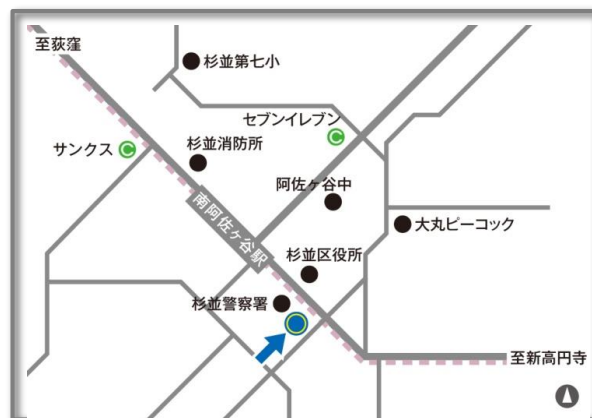 至荻窪
杉並第七小
セブンイレブン
サンクス
杉並消防所
阿佐ヶ谷中
南阿佐ヶ谷駅
大丸ピーコック
杉並区役所
杉並警察署
至新高円寺